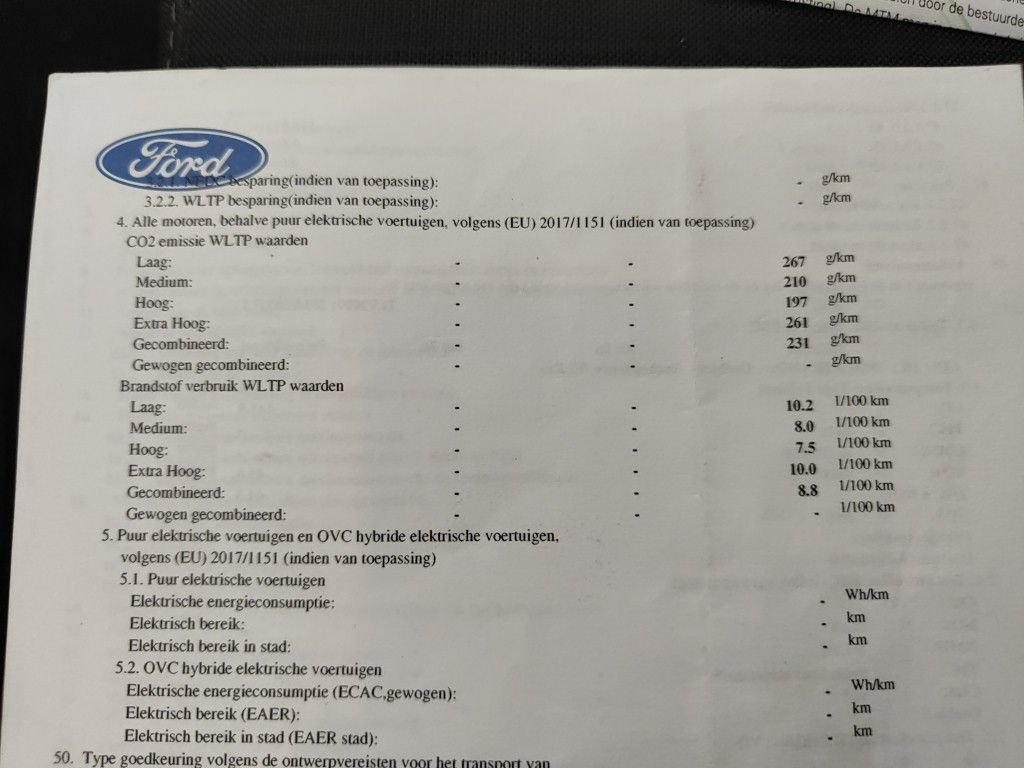 door de bestuurde
Ford
besparing(indien van toepassing): - g/km
3.2.2. WLTP besparing(indien van toepassing): - g/km
4. Alle motoren, behalve puur elektrische voertuigen, volgens (EU) 2017/1151 (indien van toepassing)
CO2 emissie WLTP waarden
Laag: - - 267 g/km
Medium: - - 210 g/km
Hoog: - - 197 g/km
Extra Hoog: - - 261 g/km
Gecombineerd: - - 231 g/km
Gewogen gecombineerd: - - - g/km
Brandstof verbruik WLTP waarden
Laag: - - 10.2 l/100 km
Medium: - - 8.0 l/100 km
Hoog: - - 7.5 l/100 km
Extra Hoog: - - 10.0 l/100 km
Gecombineerd: - - 8.8 l/100 km
Gewogen gecombineerd: - - - l/100 km
5. Puur elektrische voertuigen en OVC hybride elektrische voertuigen,
volgens (EU) 2017/1151 (indien van toepassing)
5.1. Puur elektrische voertuigen
Elektrische energieconsumptie: - Wh/km
Elektrisch bereik: - km
Elektrisch bereik in stad: - km
5.2. OVC hybride elektrische voertuigen
Elektrische energieconsumptie (ECAC,gewogen): - Wh/km
Elektrisch bereik (EAER): - km
Elektrisch bereik in stad (EAER stad): - km
50. Type goedkeuring volgens de ontwerpvereisten voor het transport van